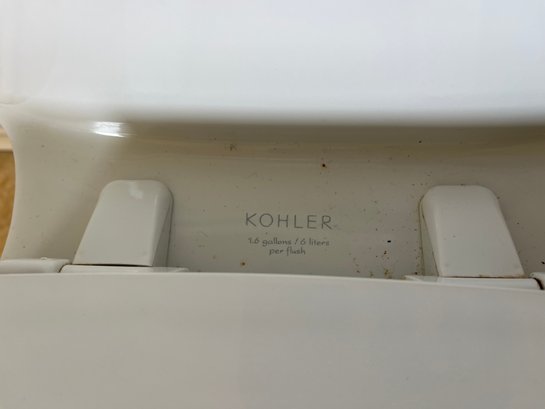 KOHLER
1.6 gallons / 6 liters
per flush